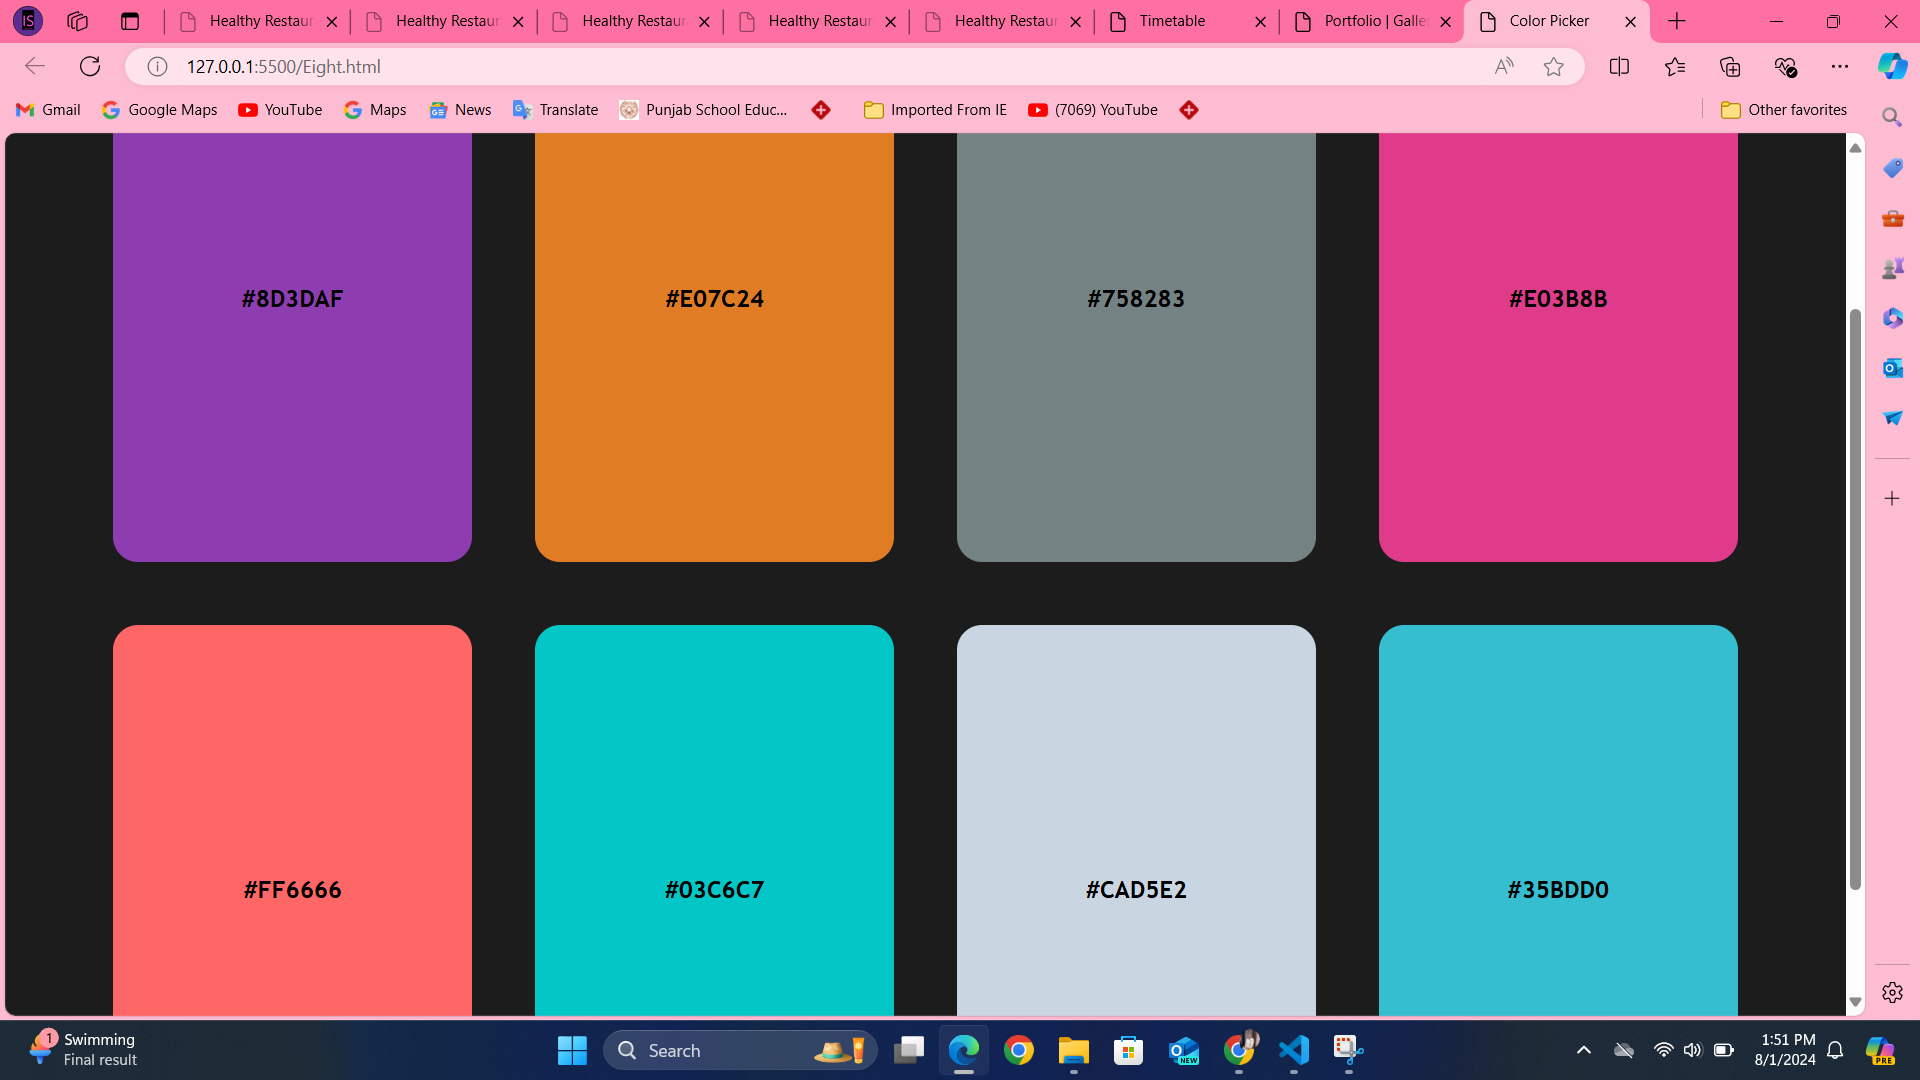 IS
Healthy Restaur
Healthy Restaur
Healthy Restaur
Healthy Restaur
Healthy Restaur
Timetable
Portfolio | Galle
Color Picker
127.0.0.1:5500/Eight.html
Gmail
Google Maps
YouTube
Maps
News
Translate
Punjab School Educ...
Imported From IE
(7069) YouTube
Other favorites
#8D3DAF
#E07C24
#758283
#E03B8B
#FF6666
#03C6C7
#CAD5E2
#35BDD0
1
Swimming
Final result
Search
NEW
1:51 PM
8/1/2024
PRE